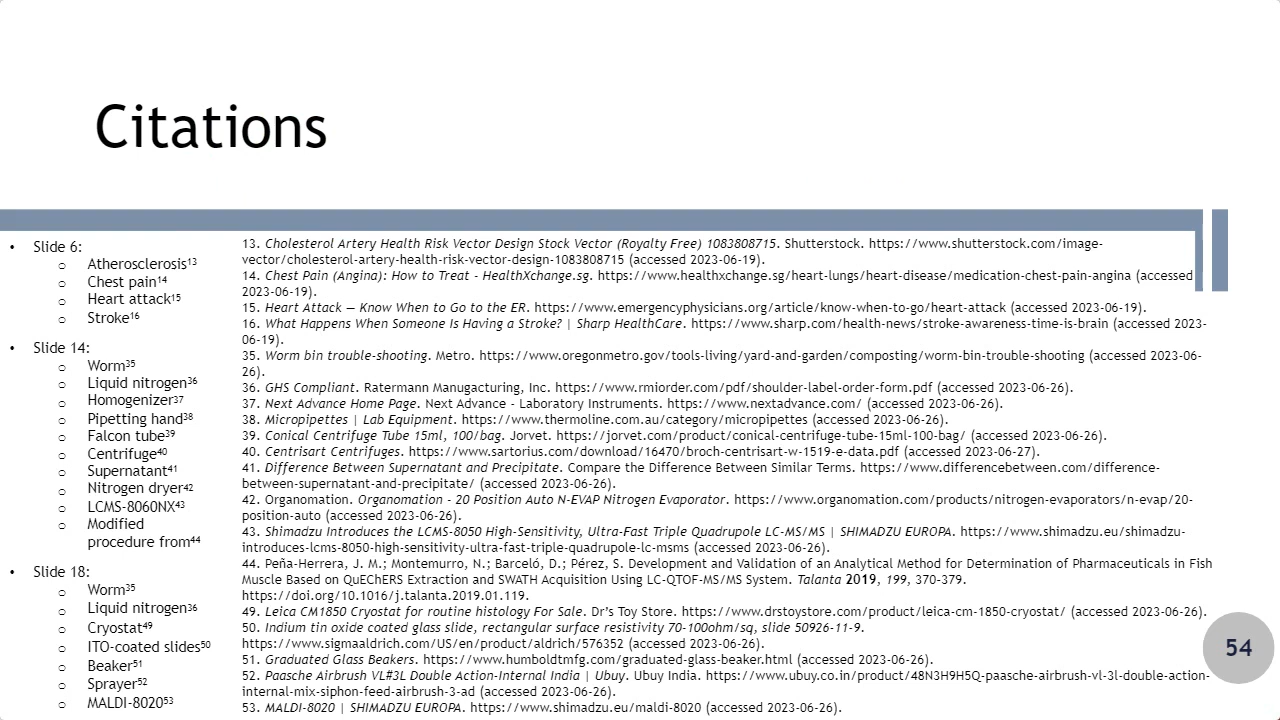 Citations
• Slide 6:
o Atherosclerosis¹³
o Chest pain¹⁴
o Heart attack¹⁵
o Stroke¹⁶
• Slide 14:
o Worm³⁵
o Liquid nitrogen³⁶
o Homogenizer³⁷
o Pipetting hand³⁸
o Falcon tube³⁹
o Centrifuge⁴⁰
o Supernatant⁴¹
o Nitrogen dryer⁴²
o LCMS-8060NX⁴³
o Modified
procedure from⁴⁴
• Slide 18:
o Worm³⁵
o Liquid nitrogen³⁶
o Cryostat⁴⁹
o ITO-coated slides⁵⁰
o Beaker⁵¹
o Sprayer⁵²
o MALDI-8020⁵³
13. Cholesterol Artery Health Risk Vector Design Stock Vector (Royalty Free) 1083808715. Shutterstock. https://www.shutterstock.com/image-
vector/cholesterol-artery-health-risk-vector-design-1083808715 (accessed 2023-06-19).
14. Chest Pain (Angina): How to Treat - HealthXchange.sg. https://www.healthxchange.sg/heart-lungs/heart-disease/medication-chest-pain-angina (accessed
2023-06-19).
15. Heart Attack — Know When to Go to the ER. https://www.emergencyphysicians.org/article/know-when-to-go/heart-attack (accessed 2023-06-19).
16. What Happens When Someone Is Having a Stroke? | Sharp HealthCare. https://www.sharp.com/health-news/stroke-awareness-time-is-brain (accessed 2023-
06-19).
35. Worm bin trouble-shooting. Metro. https://www.oregonmetro.gov/tools-living/yard-and-garden/composting/worm-bin-trouble-shooting (accessed 2023-06-
26).
36. GHS Compliant. Ratermann Manugacturing, Inc. https://www.rmiorder.com/pdf/shoulder-label-order-form.pdf (accessed 2023-06-26).
37. Next Advance Home Page. Next Advance - Laboratory Instruments. https://www.nextadvance.com/ (accessed 2023-06-26).
38. Micropipettes | Lab Equipment. https://www.thermoline.com.au/category/micropipettes (accessed 2023-06-26).
39. Conical Centrifuge Tube 15ml, 100/bag. Jorvet. https://jorvet.com/product/conical-centrifuge-tube-15ml-100-bag/ (accessed 2023-06-26).
40. Centrisart Centrifuges. https://www.sartorius.com/download/16470/broch-centrisart-w-1519-e-data.pdf (accessed 2023-06-27).
41. Difference Between Supernatant and Precipitate. Compare the Difference Between Similar Terms. https://www.differencebetween.com/difference-
between-supernatant-and-precipitate/ (accessed 2023-06-26).
42. Organomation. Organomation - 20 Position Auto N-EVAP Nitrogen Evaporator. https://www.organomation.com/products/nitrogen-evaporators/n-evap/20-
position-auto (accessed 2023-06-26).
43. Shimadzu Introduces the LCMS-8050 High-Sensitivity, Ultra-Fast Triple Quadrupole LC-MS/MS | SHIMADZU EUROPA. https://www.shimadzu.eu/shimadzu-
introduces-lcms-8050-high-sensitivity-ultra-fast-triple-quadrupole-lc-msms (accessed 2023-06-26).
44. Peña-Herrera, J. M.; Montemurro, N.; Barceló, D.; Pérez, S. Development and Validation of an Analytical Method for Determination of Pharmaceuticals in Fish
Muscle Based on QuEChERS Extraction and SWATH Acquisition Using LC-QTOF-MS/MS System. Talanta 2019, 199, 370-379.
https://doi.org/10.1016/j.talanta.2019.01.119.
49. Leica CM1850 Cryostat for routine histology For Sale. Dr's Toy Store. https://www.drstoystore.com/product/leica-cm-1850-cryostat/ (accessed 2023-06-26).
50. Indium tin oxide coated glass slide, rectangular surface resistivity 70-100ohm/sq, slide 50926-11-9.
https://www.sigmaaldrich.com/US/en/product/aldrich/576352 (accessed 2023-06-26).
51. Graduated Glass Beakers. https://www.humboldtmfg.com/graduated-glass-beaker.html (accessed 2023-06-26).
52. Paasche Airbrush VL#3L Double Action-Internal India | Ubuy. Ubuy India. https://www.ubuy.co.in/product/48N3H9H5Q-paasche-airbrush-vl-3l-double-action-
internal-mix-siphon-feed-airbrush-3-ad (accessed 2023-06-26).
53. MALDI-8020 | SHIMADZU EUROPA. https://www.shimadzu.eu/maldi-8020 (accessed 2023-06-26).
54